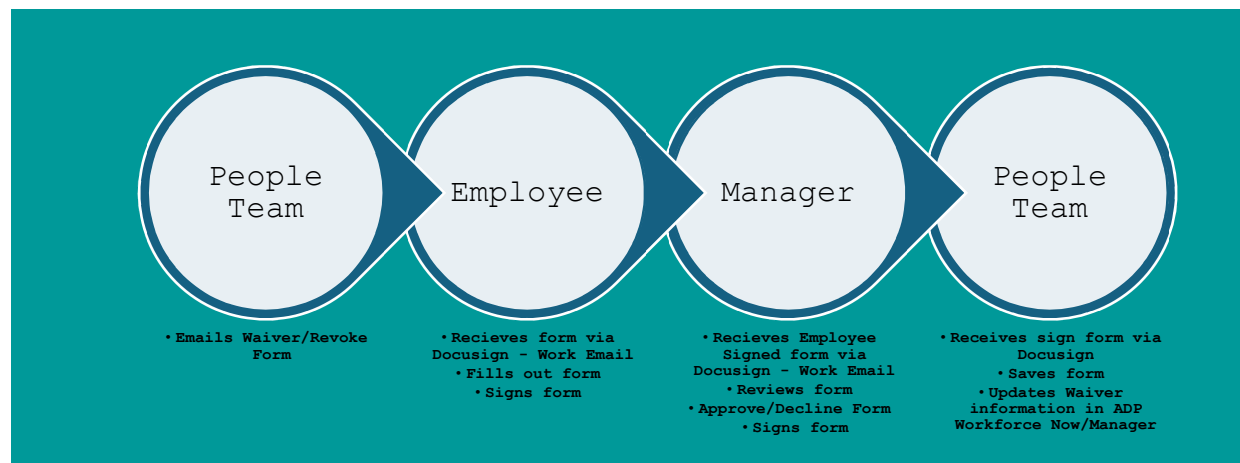 People
Team
Employee
Manager
People
Team
• Emails Waiver/Revoke
Form
• Recieves form via
Docusign - Work Email
• Fills out form
• Signs form
• Recieves Employee
Signed form via
Docusign - Work Email
• Reviews form
• Approve/Decline Form
• Signs form
• Receives sign form via
Docusign
• Saves form
• Updates Waiver
information in ADP
Workforce Now/Manager